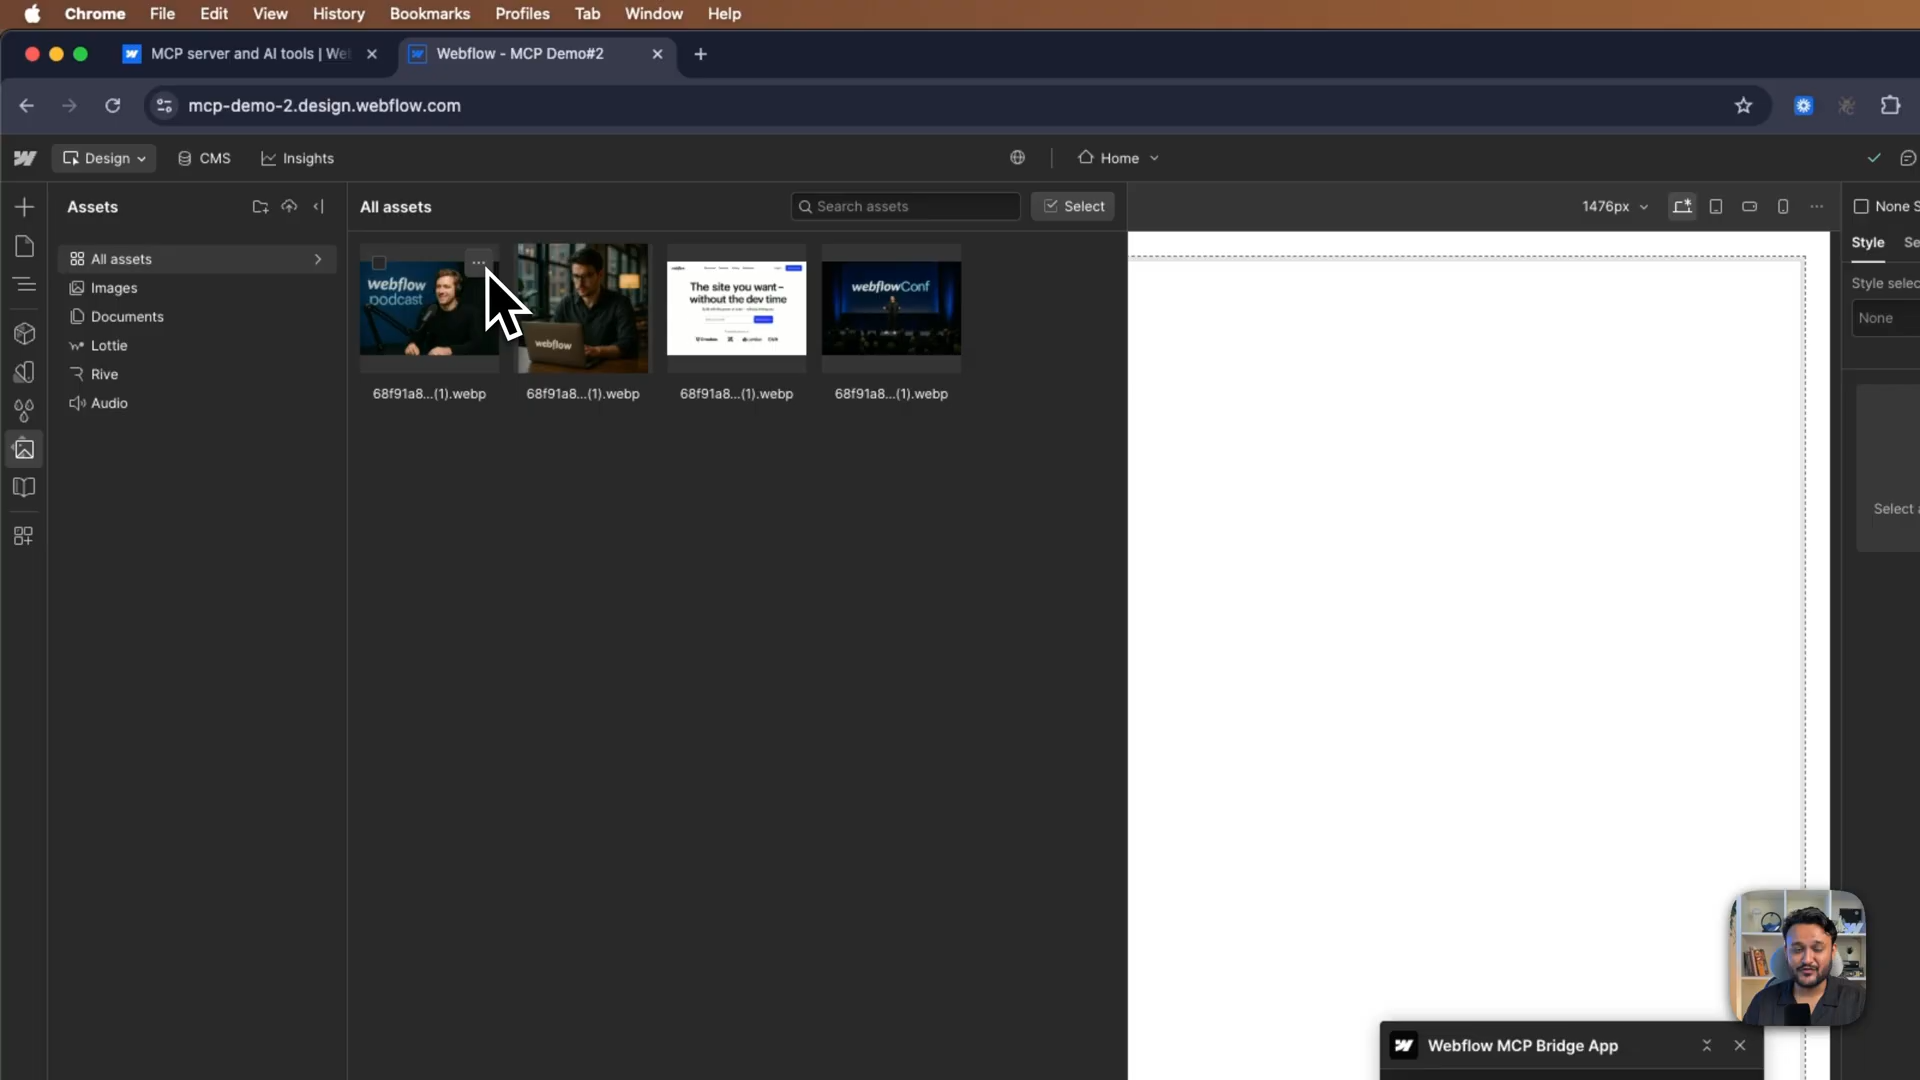 Chrome File Edit View History Bookmarks Profiles Tab Window Help
MCP server and AI tools | We
Webflow - MCP Demo#2
mcp-demo-2.design.webflow.com
Design CMS Insights Home
Assets
All assets
Images
Documents
Lottie
Rive
Audio
All assets
Search assets
Select
webflow
podcast
webflow
The site you want–
without the dev time
webflowConf
68f91a8...(1).webp
68f91a8...(1).webp
68f91a8...(1).webp
68f91a8...(1).webp
1476px
None S
Style Se
Style selec
None
Select a
Webflow MCP Bridge App